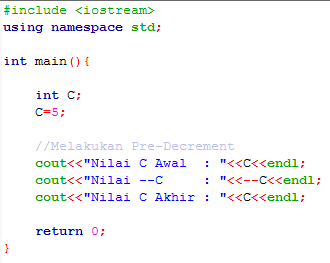 #include <iostream>
using namespace std;
int main(){
int C;
C=5;
//Melakukan Pre-Decrement
cout<<"Nilai C Awal  : "<<C<<endl;
cout<<"Nilai --C     : "<<--C<<endl;
cout<<"Nilai C Akhir : "<<C<<endl;
return 0;
}